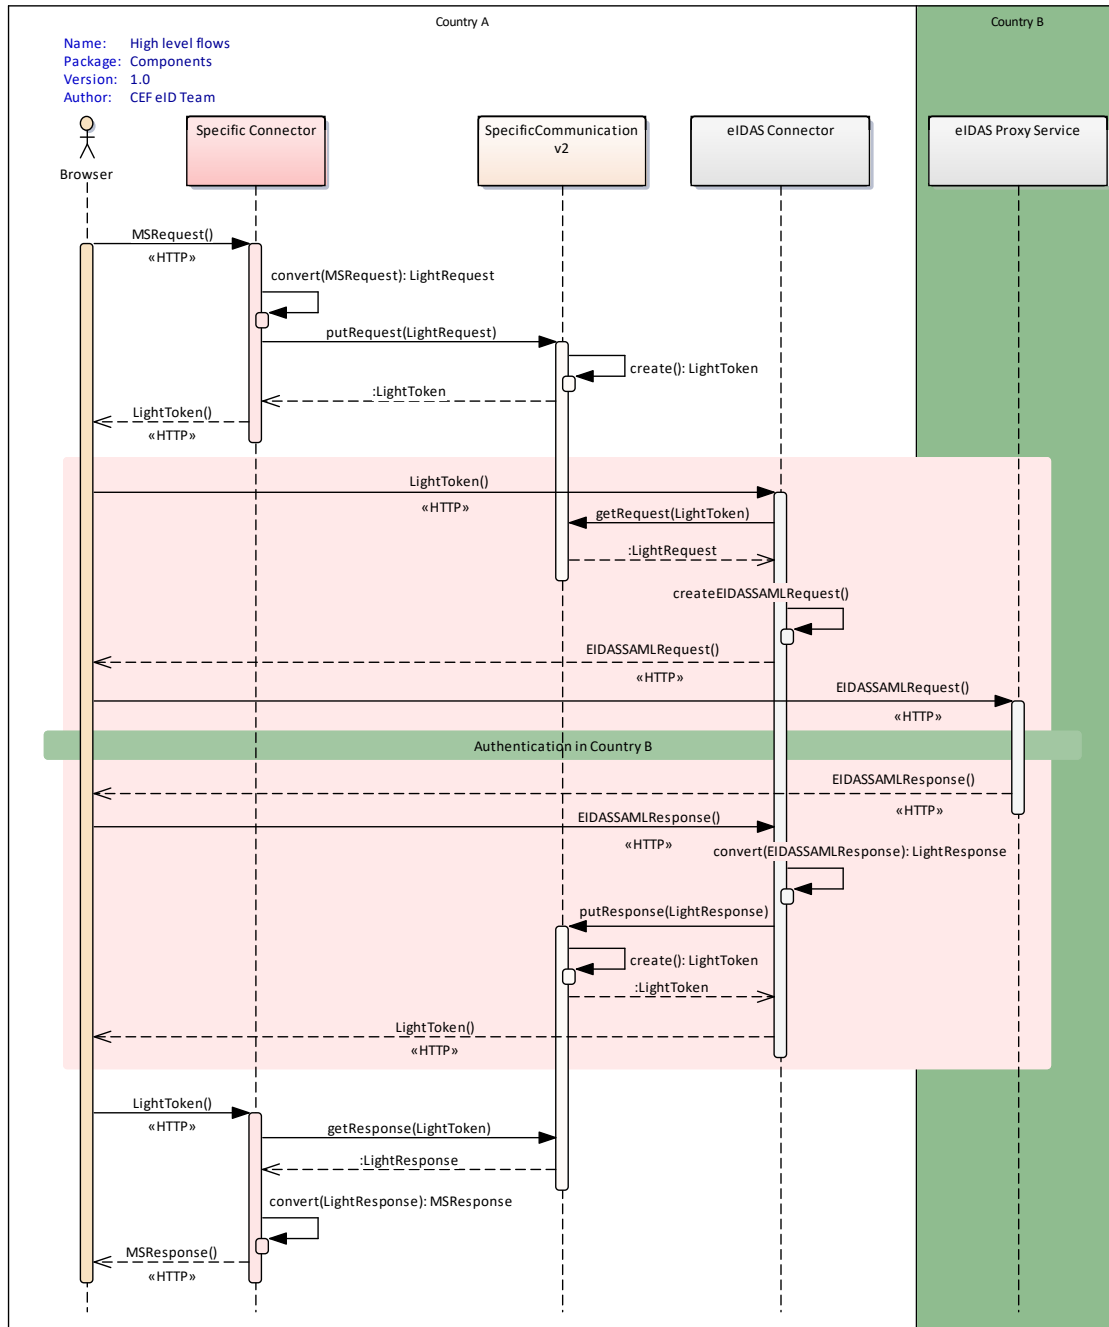 Country A
Country B
Name: High level flows
Package: Components
Version: 1.0
Author: CEF eID Team
Browser
Specific Connector
SpecificCommunication
v2
eIDAS Connector
eIDAS Proxy Service
MSRequest()
«HTTP»
convert(MSRequest): LightRequest
putRequest(LightRequest)
create(): LightToken
:LightToken
LightToken()
«HTTP»
LightToken()
«HTTP»
getRequest(LightToken)
:LightRequest
createEIDASSAMLRequest()
EIDASSAMLRequest()
«HTTP»
EIDASSAMLRequest()
«HTTP»
Authentication in Country B
EIDASSAMLResponse()
«HTTP»
EIDASSAMLResponse()
«HTTP»
convert(EIDASSAMLResponse): LightResponse
putResponse(LightResponse)
create(): LightToken
:LightToken
LightToken()
«HTTP»
LightToken()
«HTTP»
getResponse(LightToken)
:LightResponse
convert(LightResponse): MSResponse
MSResponse()
«HTTP»